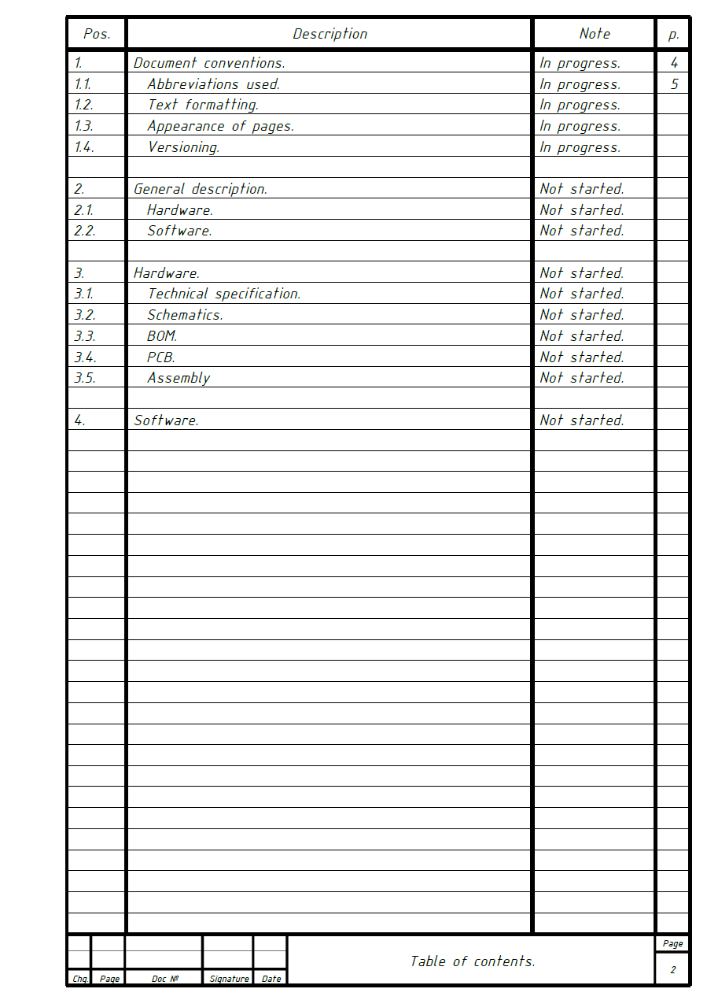 Pos. Description Note p.
1. Document conventions. In progress. 4
1.1. Abbreviations used. In progress. 5
1.2. Text formatting. In progress.
1.3. Appearance of pages. In progress.
1.4. Versioning. In progress.
2. General description. Not started.
2.1. Hardware. Not started.
2.2. Software. Not started.
3. Hardware. Not started.
3.1. Technical specification. Not started.
3.2. Schematics. Not started.
3.3. BOM. Not started.
3.4. PCB. Not started.
3.5. Assembly Not started.
4. Software. Not started.
Page
Table of contents.
2
Chq. Page Doc № Signature Date